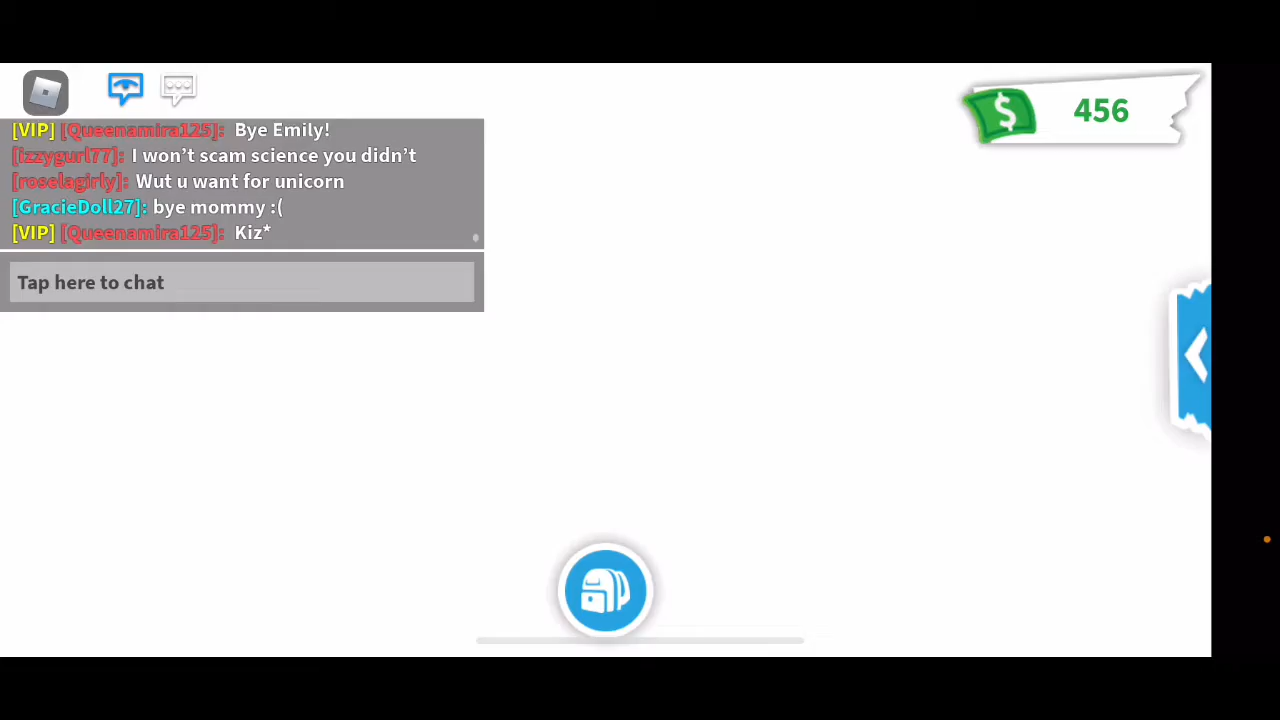 [VIP] [Queenamira125]: Bye Emily!
[izzygurl77]: I won't scam science you didn't
[roselagirly]: Wut u want for unicorn
[GracieDoll27]: bye mommy :(
[VIP] [Queenamira125]: Kiz*
Tap here to chat
456